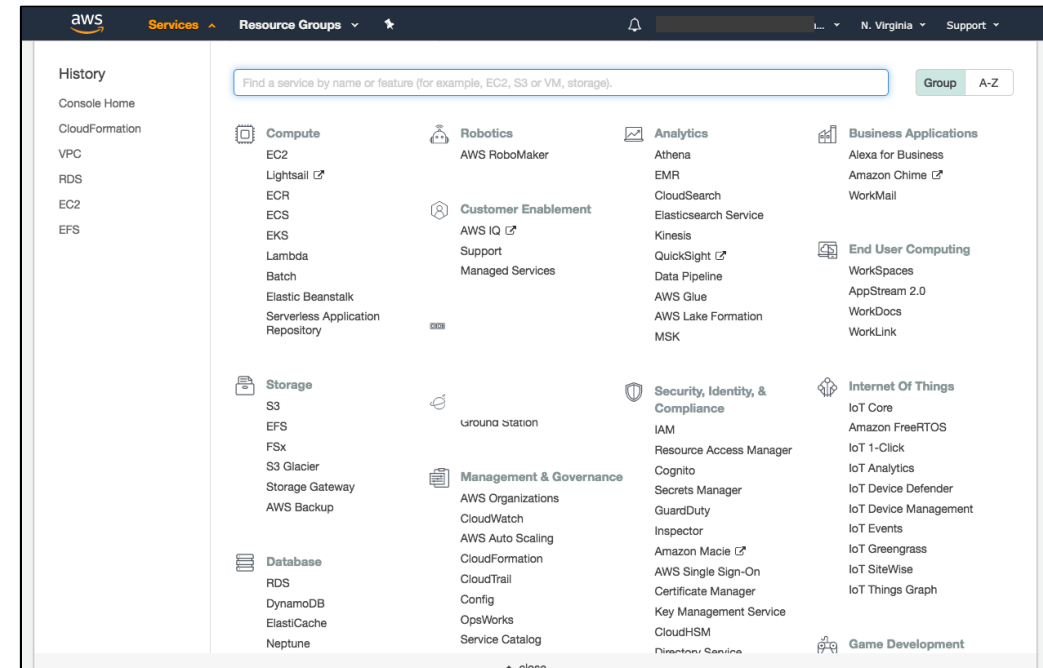 aws
Services
Resource Groups
N. Virginia
Support
History
Console Home
CloudFormation
VPC
RDS
EC2
EFS
Find a service by name or feature (for example, EC2, S3 or VM, storage).
Group
A-Z
Compute
EC2
Lightsail
ECR
ECS
EKS
Lambda
Batch
Elastic Beanstalk
Serverless Application
Repository
Storage
S3
EFS
FSx
S3 Glacier
Storage Gateway
AWS Backup
Database
RDS
DynamoDB
ElastiCache
Neptune
Robotics
AWS RoboMaker
Customer Enablement
AWS IQ
Support
Managed Services
Ground Station
Management & Governance
AWS Organizations
CloudWatch
AWS Auto Scaling
CloudFormation
CloudTrail
Config
OpsWorks
Service Catalog
Analytics
Athena
EMR
CloudSearch
Elasticsearch Service
Kinesis
QuickSight
Data Pipeline
AWS Glue
AWS Lake Formation
MSK
Security, Identity, &
Compliance
IAM
Resource Access Manager
Cognito
Secrets Manager
GuardDuty
Inspector
Amazon Macie
AWS Single Sign-On
Certificate Manager
Key Management Service
CloudHSM
Directory Service
Business Applications
Alexa for Business
Amazon Chime
WorkMail
End User Computing
WorkSpaces
AppStream 2.0
WorkDocs
WorkLink
Internet Of Things
IoT Core
Amazon FreeRTOS
IoT 1-Click
IoT Analytics
IoT Device Defender
IoT Device Management
IoT Events
IoT Greengrass
IoT SiteWise
IoT Things Graph
Game Development
close